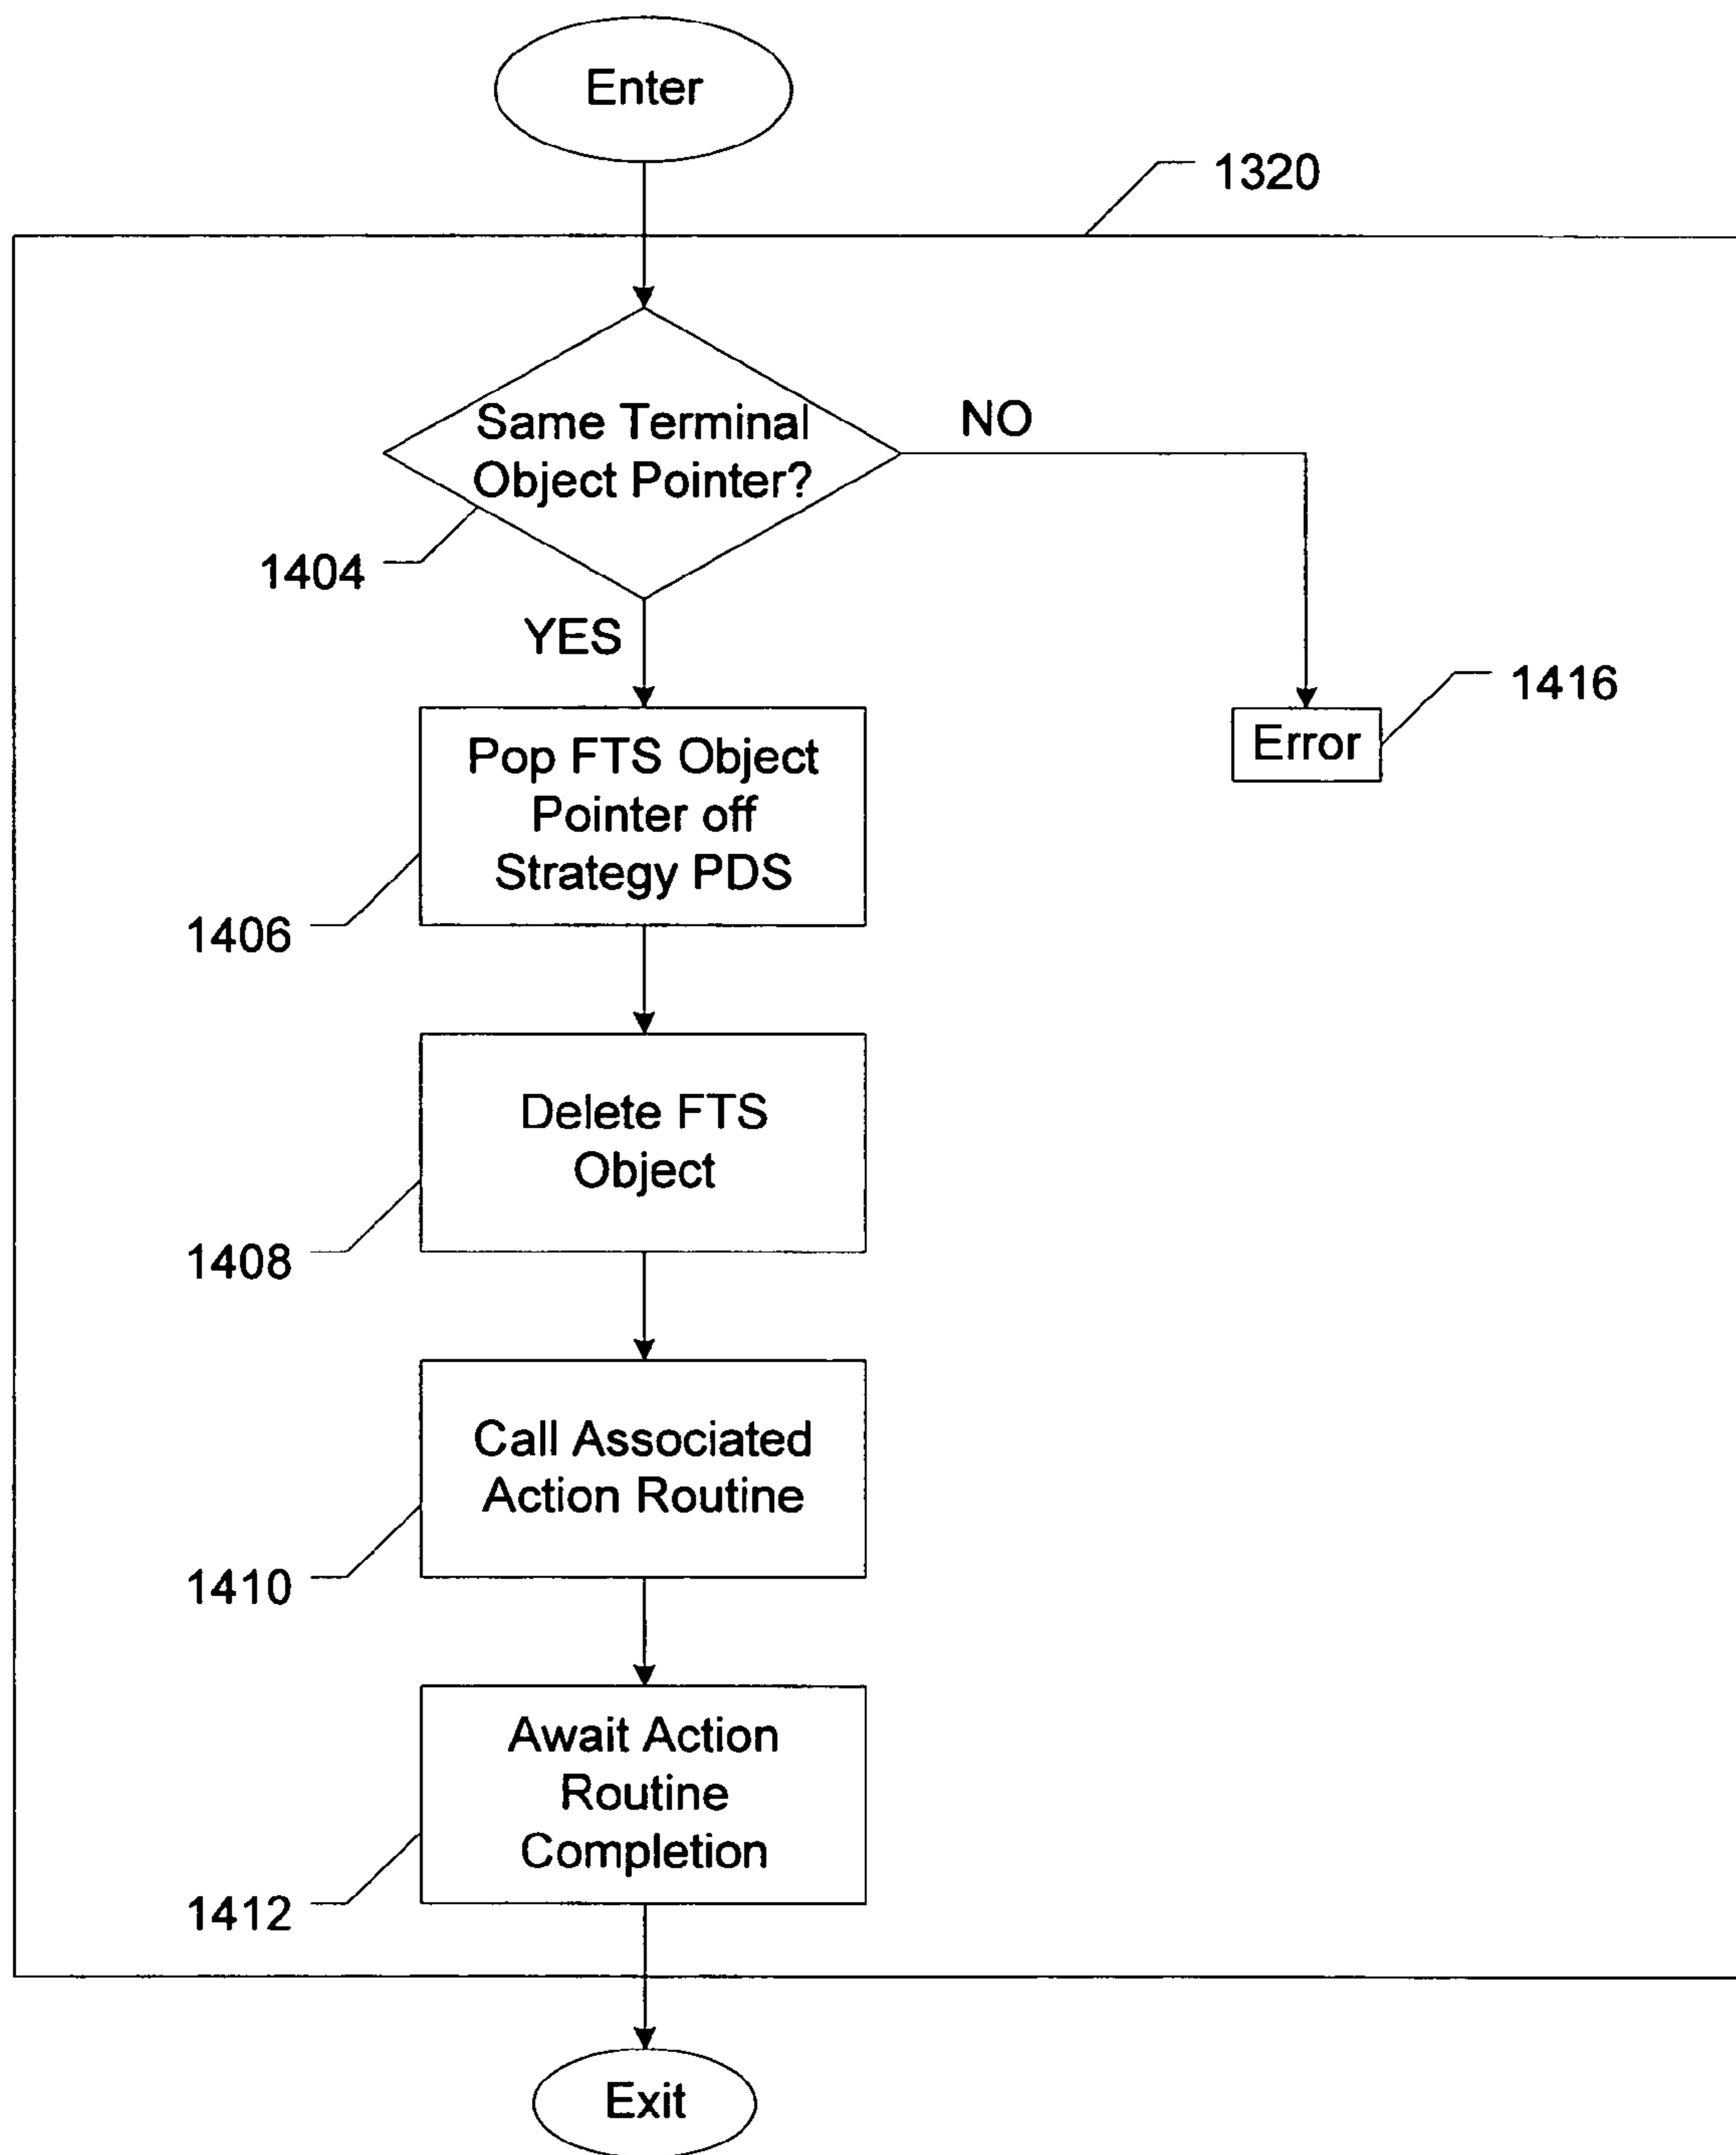 Enter
1320
Same Terminal
Object Pointer?
NO
1404
YES
1416
Pop FTS Object
Pointer off
Strategy PDS
Error
1406
Delete FTS
Object
1408
Call Associated
Action Routine
1410
Await Action
Routine
Completion
1412
Exit